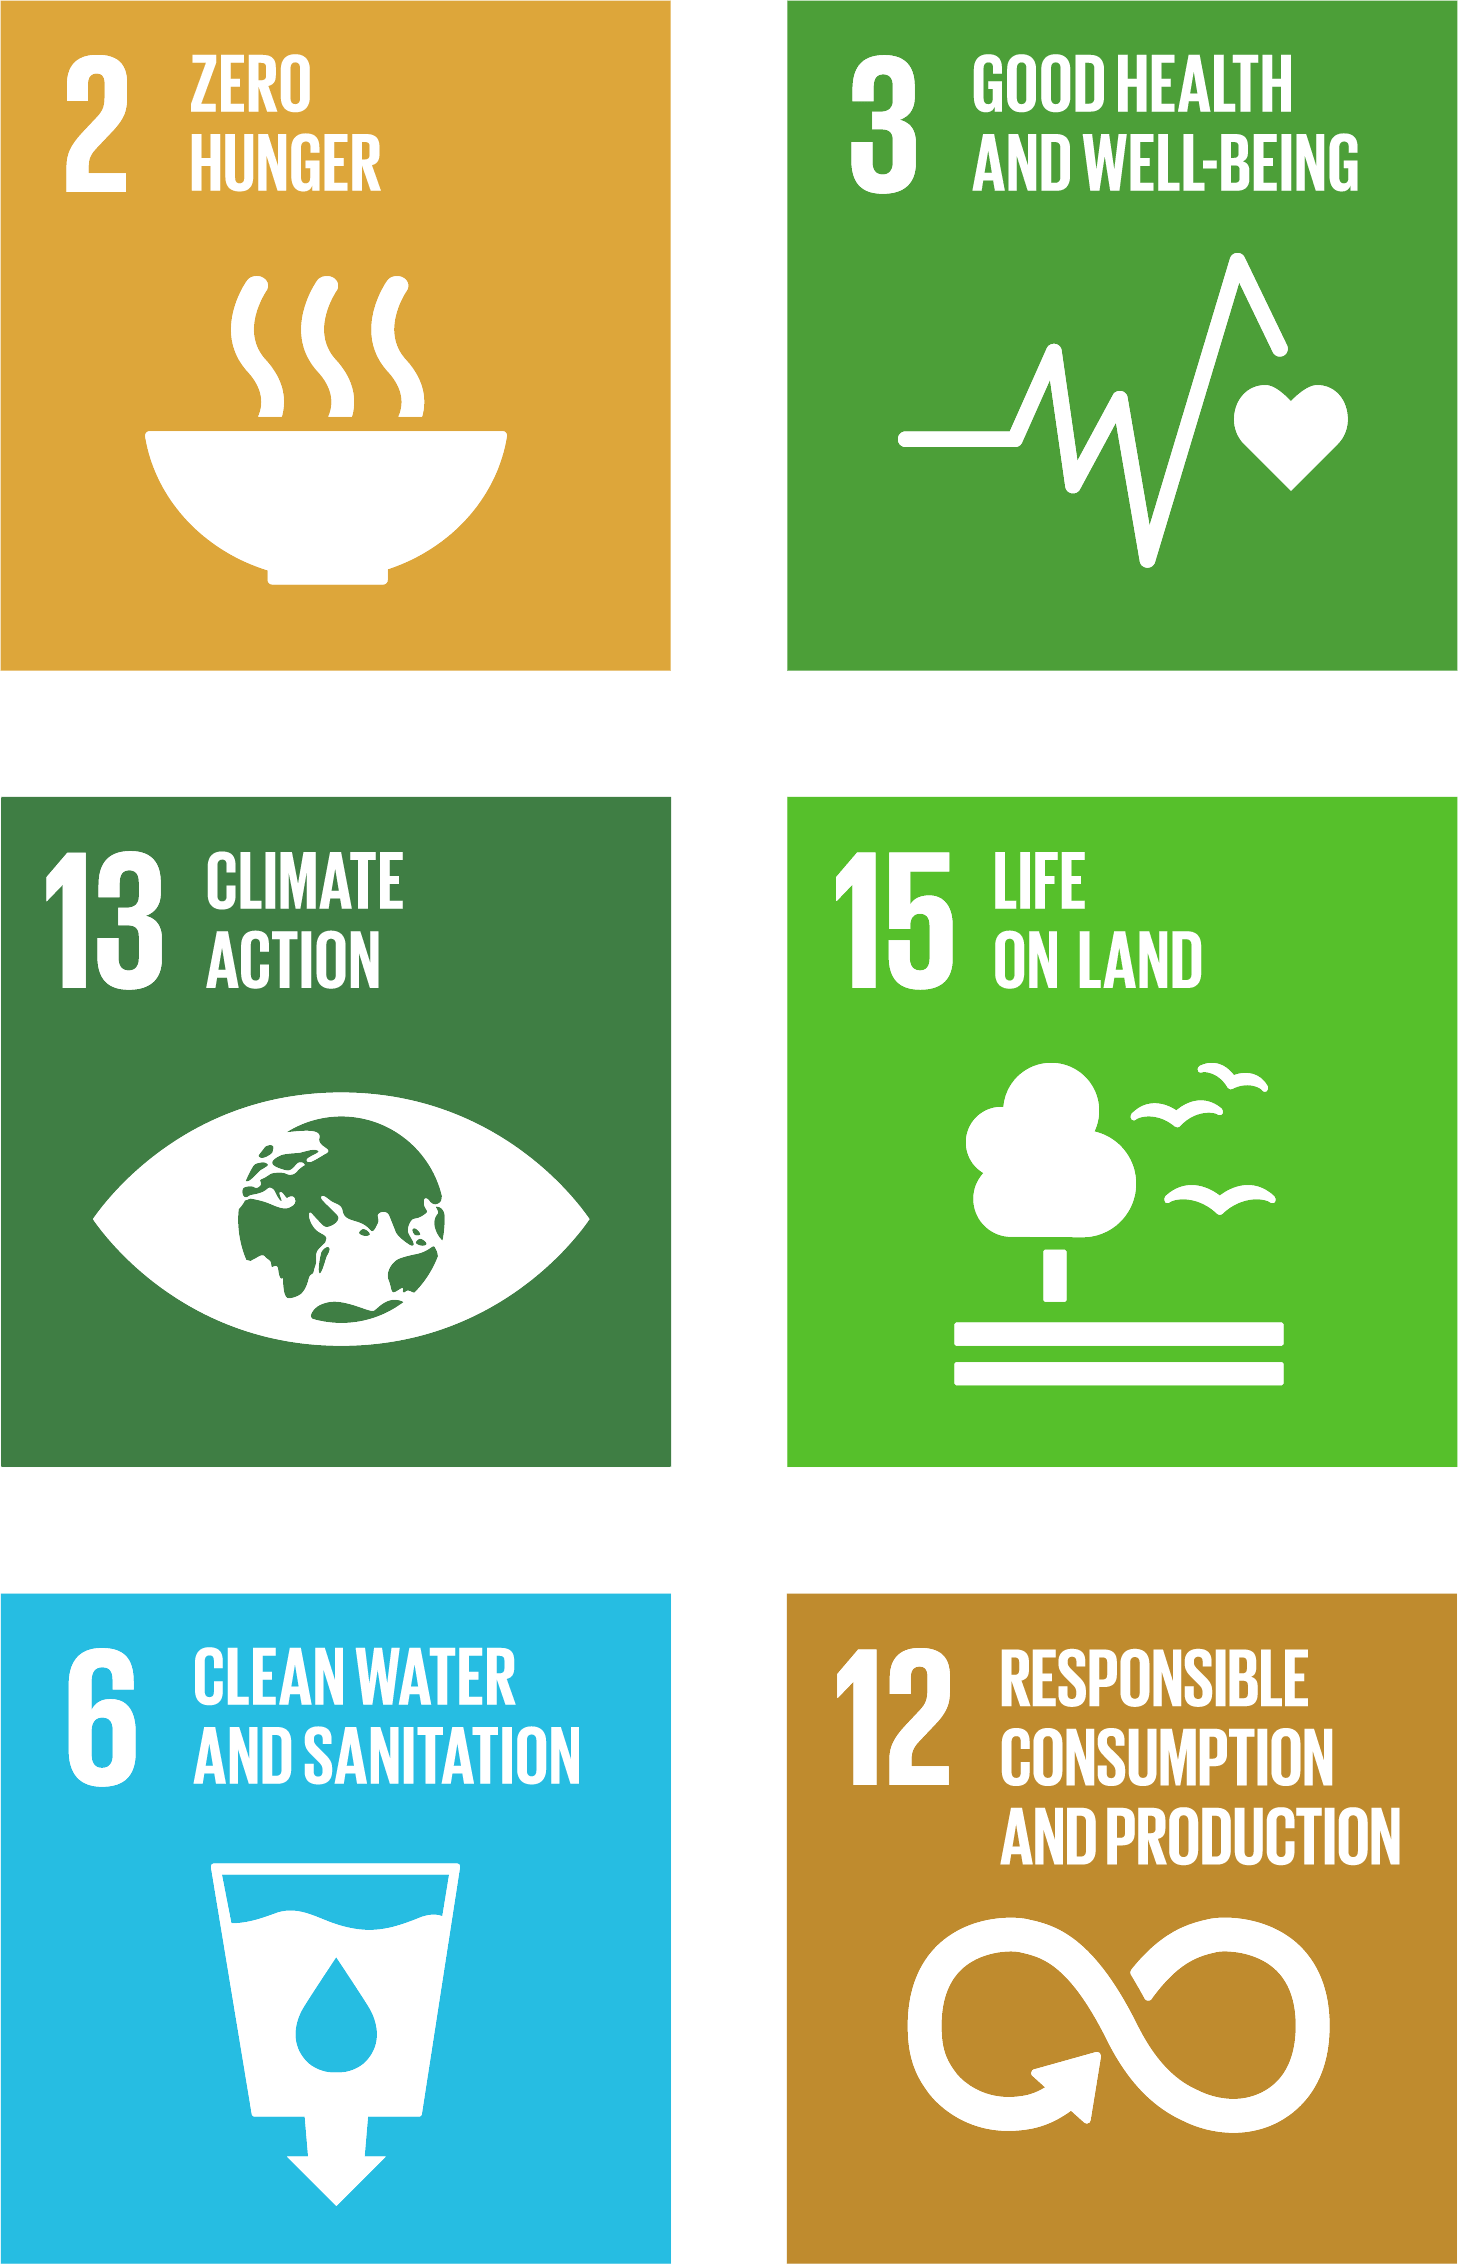 2
ZERO
HUNGER
3
GOOD HEALTH
AND WELL-BEING
13
CLIMATE
ACTION
15
LIFE
ON LAND
6
CLEAN WATER
AND SANITATION
12
RESPONSIBLE
CONSUMPTION
AND PRODUCTION